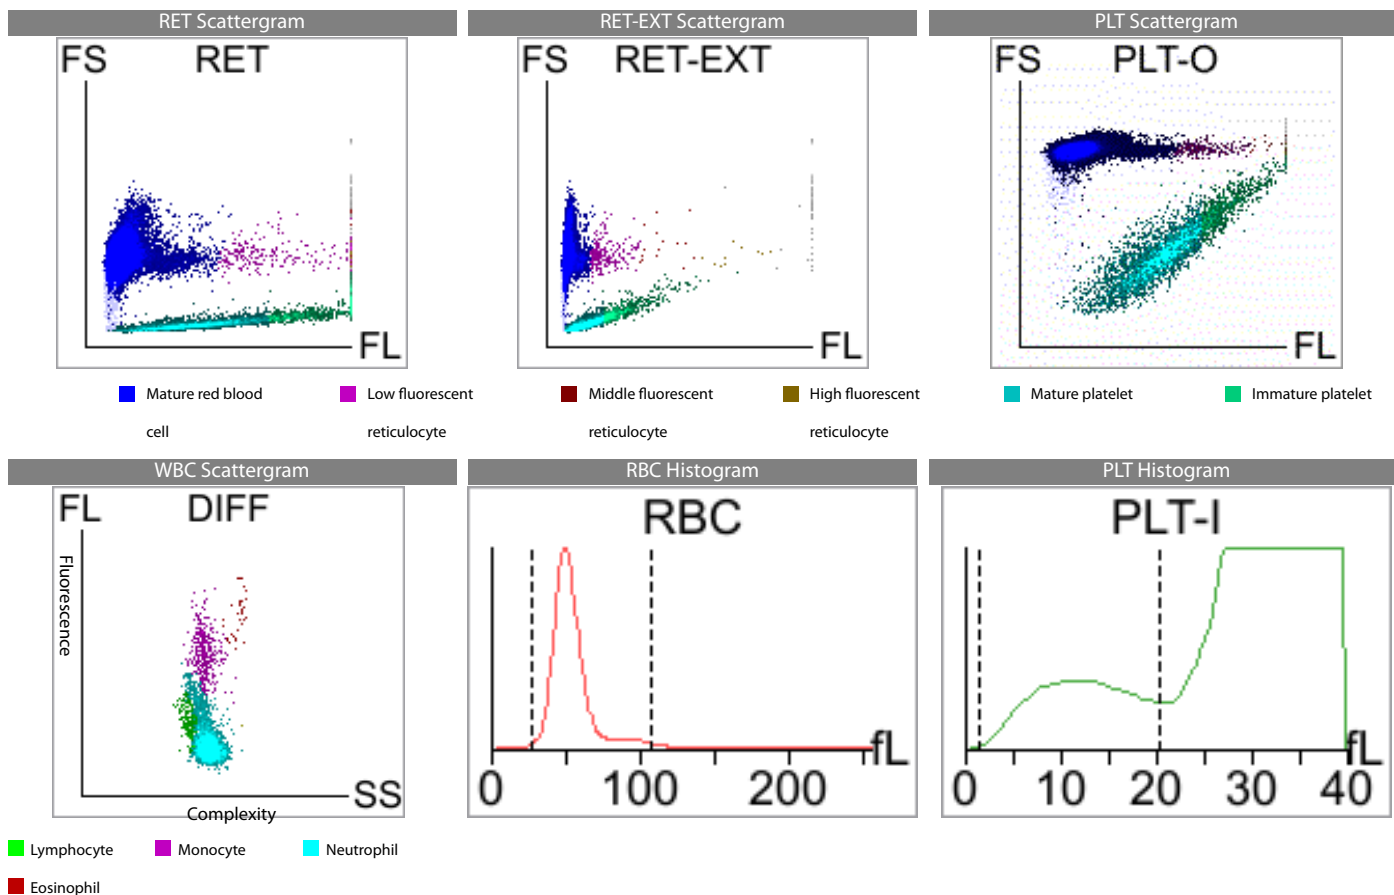 RET Scattergram
RET-EXT Scattergram
PLT Scattergram
FS RET
FL
FS RET-EXT
FL
FS PLT-O
FL
Mature red blood
cell
Low fluorescent
reticulocyte
Middle fluorescent
reticulocyte
High fluorescent
reticulocyte
Mature platelet
Immature platelet
WBC Scattergram
RBC Histogram
PLT Histogram
FL DIFF
Fluorescence
SS
Complexity
RBC
fL
0 100 200
PLT-I
fL
0 10 20 30 40
Lymphocyte
Monocyte
Neutrophil
Eosinophil